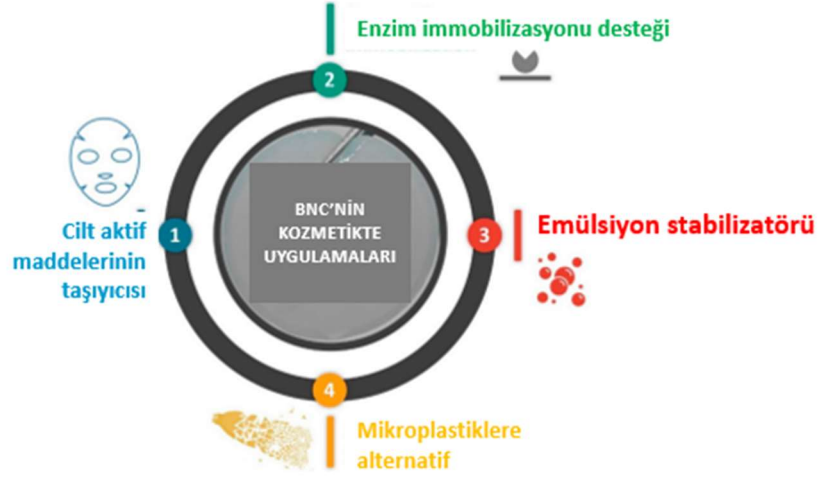 Enzim immobilizasyonu desteği
2
BNC’NİN
KOZMETİKTE
UYGULAMALARI
1
Cilt aktif
maddelerinin
taşıyıcısı
3
Emülsiyon stabilizatörü
4
Mikroplastiklere
alternatif